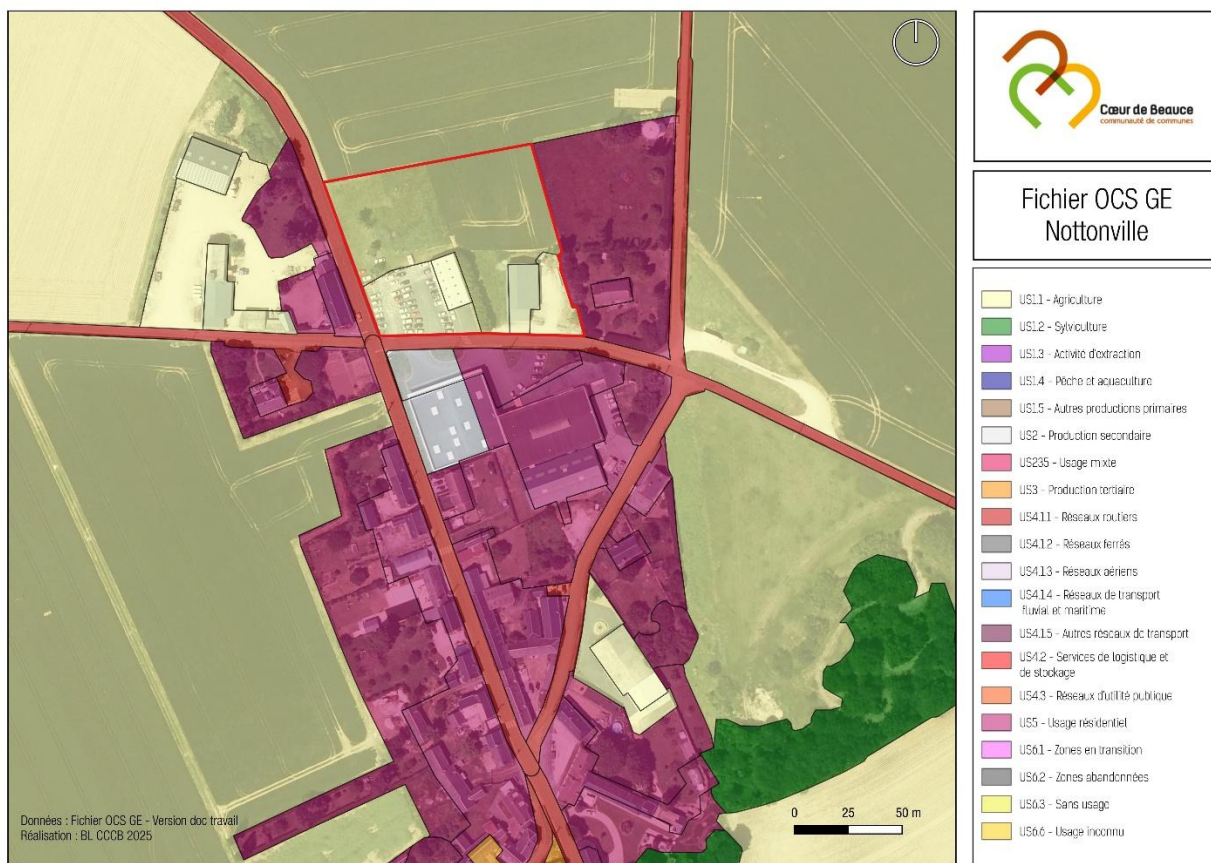 Cœur de Beauce
communauté de communes
Fichier OCS GE
Nottonville
US1.1 - Agriculture
US1.2 - Sylviculture
US1.3 - Activité d'extraction
US1.4 - Pêche et aquaculture
US1.5 - Autres productions primaires
US2 - Production secondaire
US235 - Usage mixte
US3 - Production tertiaire
US4.1.1 - Réseaux routiers
US4.1.2 - Réseaux ferrés
US4.1.3 - Réseaux aériens
US4.1.4 - Réseaux de transport
fluvial et maritime
US4.1.5 - Autres réseaux de transport
US4.2 - Services de logistique et
de stockage
US4.3 - Réseaux d'utilité publique
US5 - Usage résidentiel
US6.1 - Zones en transition
US6.2 - Zones abandonnées
US6.3 - Sans usage
US6.6 - Usage inconnu
Données : Fichier OCS GE - Version doc travail
Réalisation : BL CCCB 2025
0 25 50 m